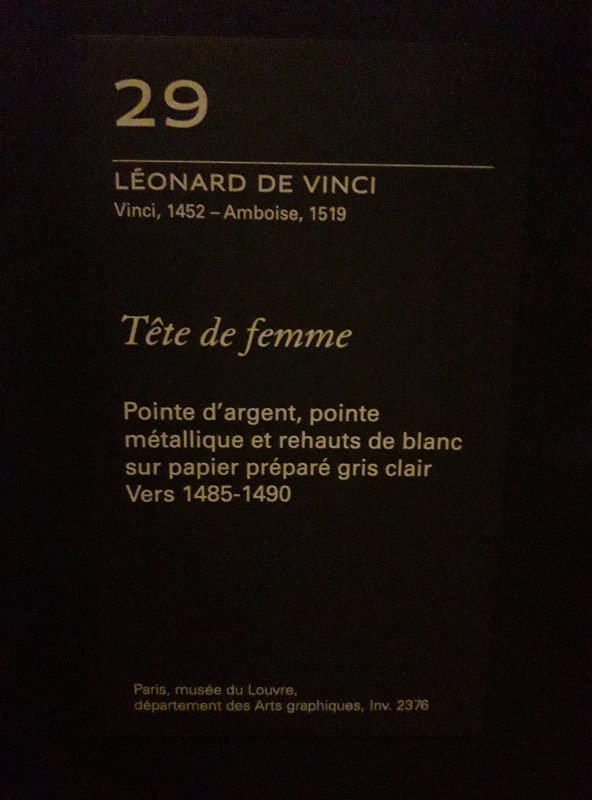 29
LÉONARD DE VINCI
Vinci, 1452 – Amboise, 1519
Tête de femme
Pointe d'argent, pointe
métallique et rehauts de blanc
sur papier préparé gris clair
Vers 1485-1490
Paris, musée du Louvre,
département des Arts graphiques, Inv. 2376